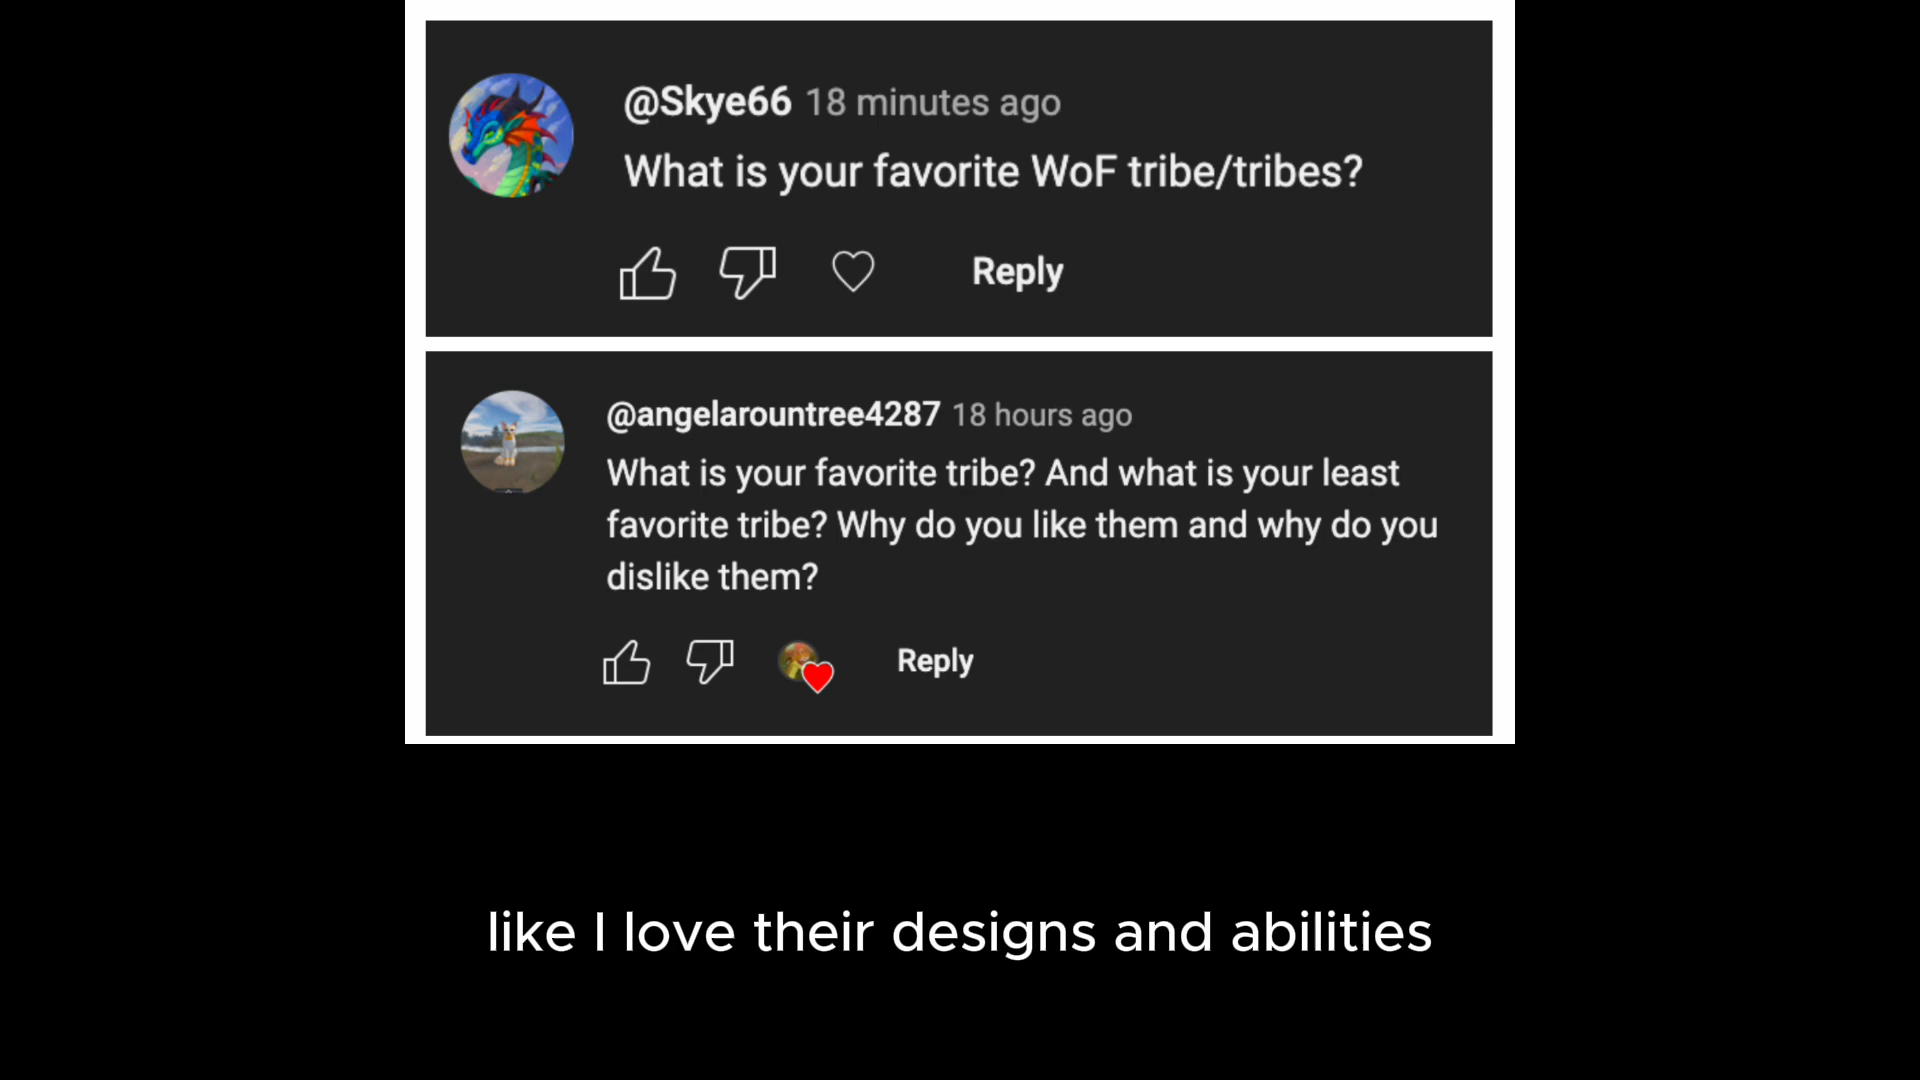 @Skye66 18 minutes ago
What is your favorite WoF tribe/tribes?
Reply
@angelarountree4287 18 hours ago
What is your favorite tribe? And what is your least
favorite tribe? Why do you like them and why do you
dislike them?
Reply
like I love their designs and abilities